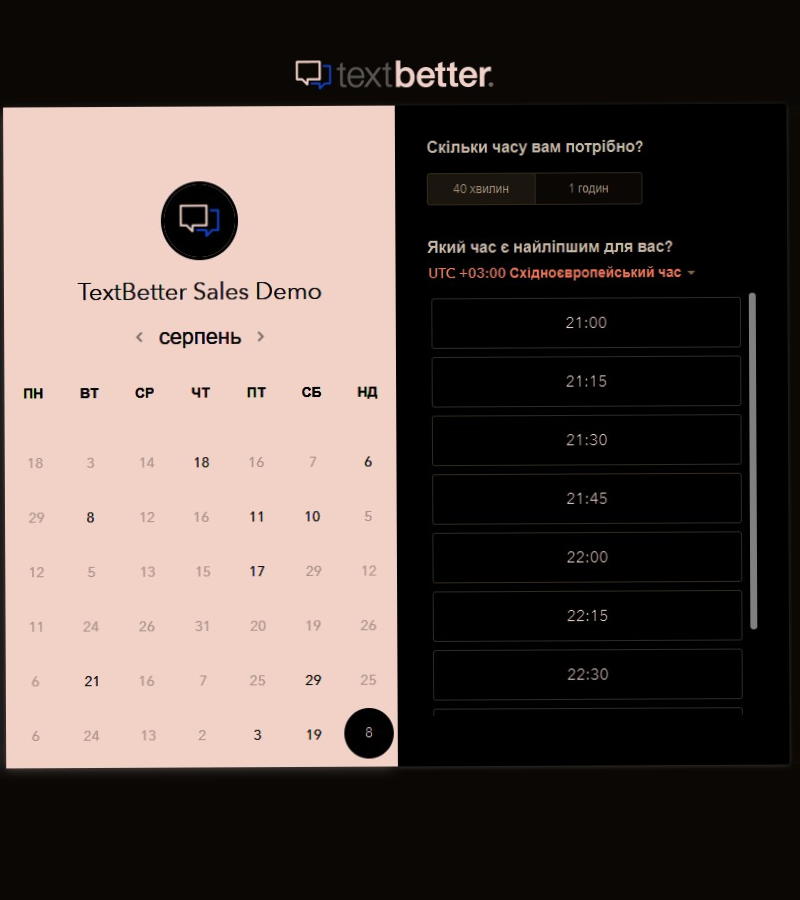 textbetter.
TextBetter Sales Demo
серпень
ПН ВТ СР ЧТ ПТ СБ НД
18 3 14 18 16 7 6
29 8 12 16 11 10 5
12 5 13 15 17 29 12
11 24 26 31 20 19 26
6 21 16 7 25 29 25
6 24 13 2 3 19 8
Скільки часу вам потрібно?
40 хвилин 1 годин
Який час є найліпшим для вас?
UTC +03:00 Східноєвропейський час
21:00
21:15
21:30
21:45
22:00
22:15
22:30